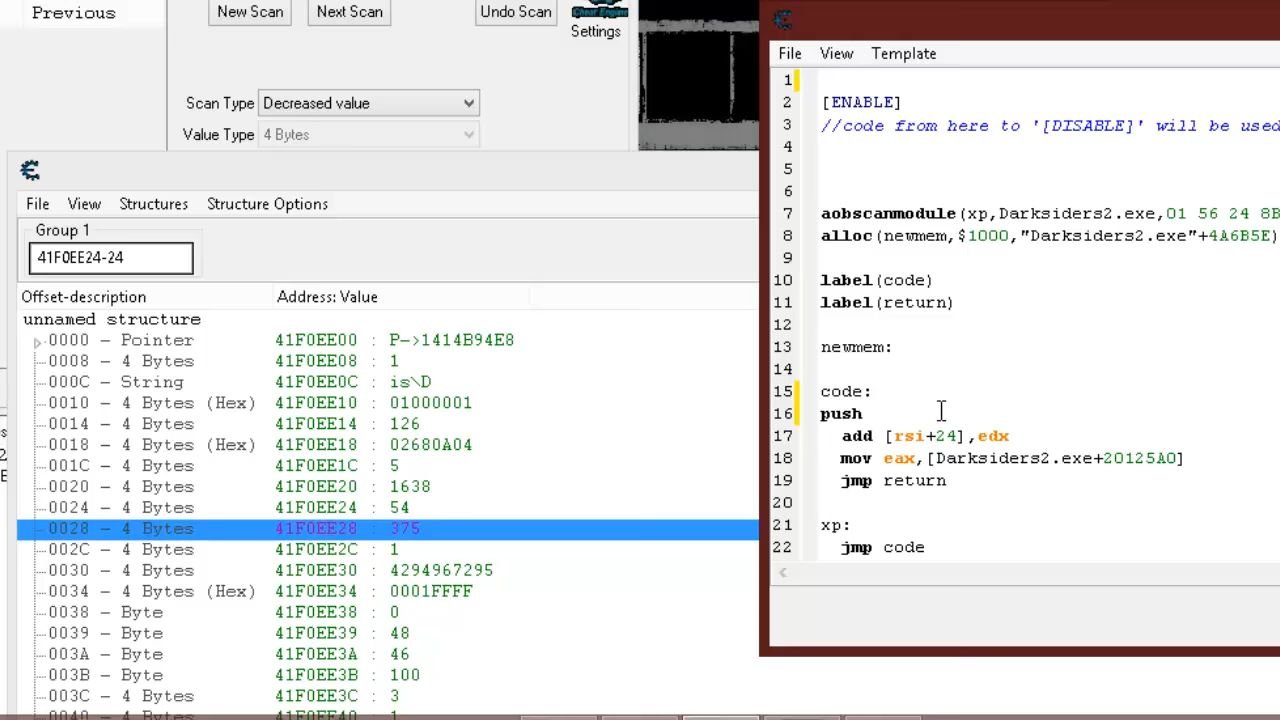 Previous
New Scan
Next Scan
Undo Scan
Cheat Engine
Settings
Scan Type Decreased value
Value Type 4 Bytes
File View Structures Structure Options
Group 1
41F0EE24-24
Offset-description Address: Value
unnamed structure
0000 - Pointer 41F0EE00 : P->1414B94E8
0008 - 4 Bytes 41F0EE08 : 1
000C - String 41F0EE0C : is\D
0010 - 4 Bytes (Hex) 41F0EE10 : 01000001
0014 - 4 Bytes 41F0EE14 : 126
0018 - 4 Bytes (Hex) 41F0EE18 : 02680A04
001C - 4 Bytes 41F0EE1C : 5
0020 - 4 Bytes 41F0EE20 : 1638
0024 - 4 Bytes 41F0EE24 : 54
0028 - 4 Bytes 41F0EE28 : 375
002C - 4 Bytes 41F0EE2C : 1
0030 - 4 Bytes 41F0EE30 : 4294967295
0034 - 4 Bytes (Hex) 41F0EE34 : 0001FFFF
0038 - Byte 41F0EE38 : 0
0039 - Byte 41F0EE39 : 48
003A - Byte 41F0EE3A : 46
003B - Byte 41F0EE3B : 100
003C - 4 Bytes 41F0EE3C : 3
0040 - 4 Bytes 41F0EE40 : 1
File View Template
1
2 [ENABLE]
3 //code from here to '[DISABLE]' will be used
4
5
6
7 aobscanmodule(xp,Darksiders2.exe,01 56 24 8B
8 alloc(newmem,$1000,"Darksiders2.exe"+4A6B5E)
9
10 label(code)
11 label(return)
12
13 newmem:
14
15 code:
16 push
17 add [rsi+24],edx
18 mov eax,[Darksiders2.exe+20125A0]
19 jmp return
20
21 xp:
22 jmp code